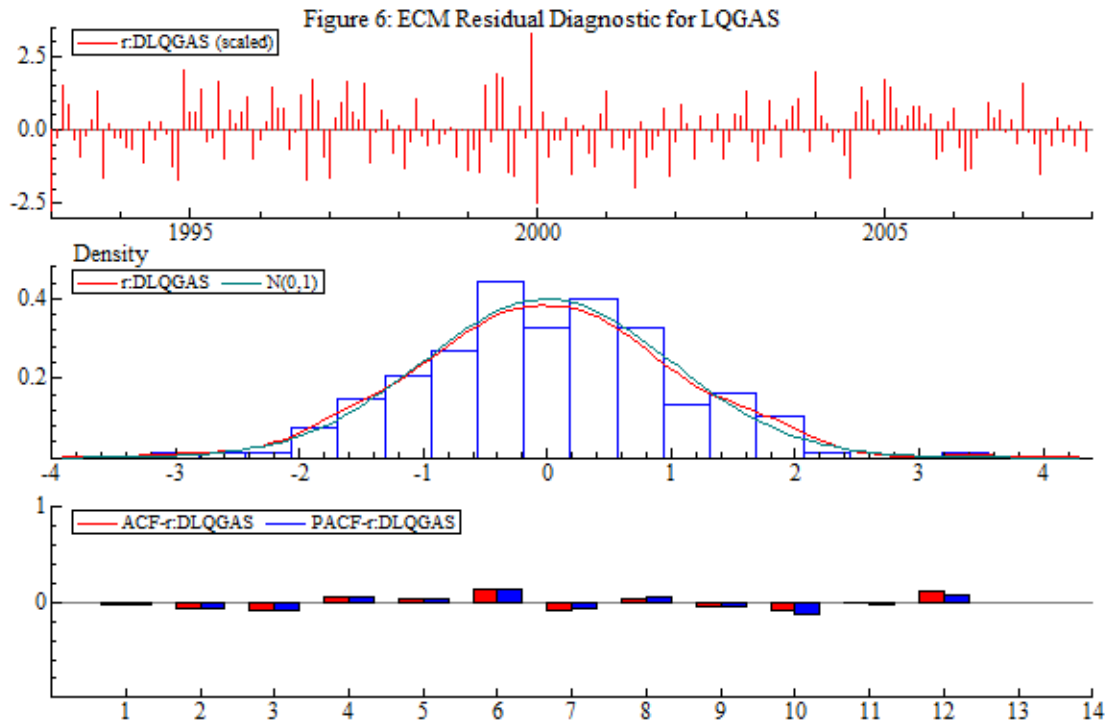 Figure 6: ECM Residual Diagnostic for LQGAS
r:DLQGAS (scaled)
2.5
0.0
-2.5
1995 2000 2005
Density
r:DLQGAS N(0,1)
0.4
0.2
-4 -3 -2 -1 0 1 2 3 4
1
ACF-r:DLQGAS PACF-r:DLQGAS
0
1 2 3 4 5 6 7 8 9 10 11 12 13 14